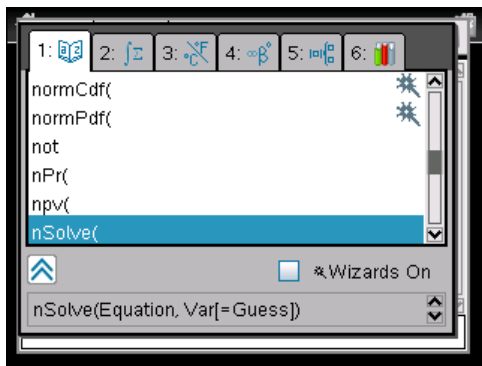 1: 2: ∫Σ 3: ∞°C°F 4: ∞β° 5: 6:
normCdf(
normPdf(
not
nPr(
npv(
nSolve(
Wizards On
nSolve(Equation, Var[=Guess])